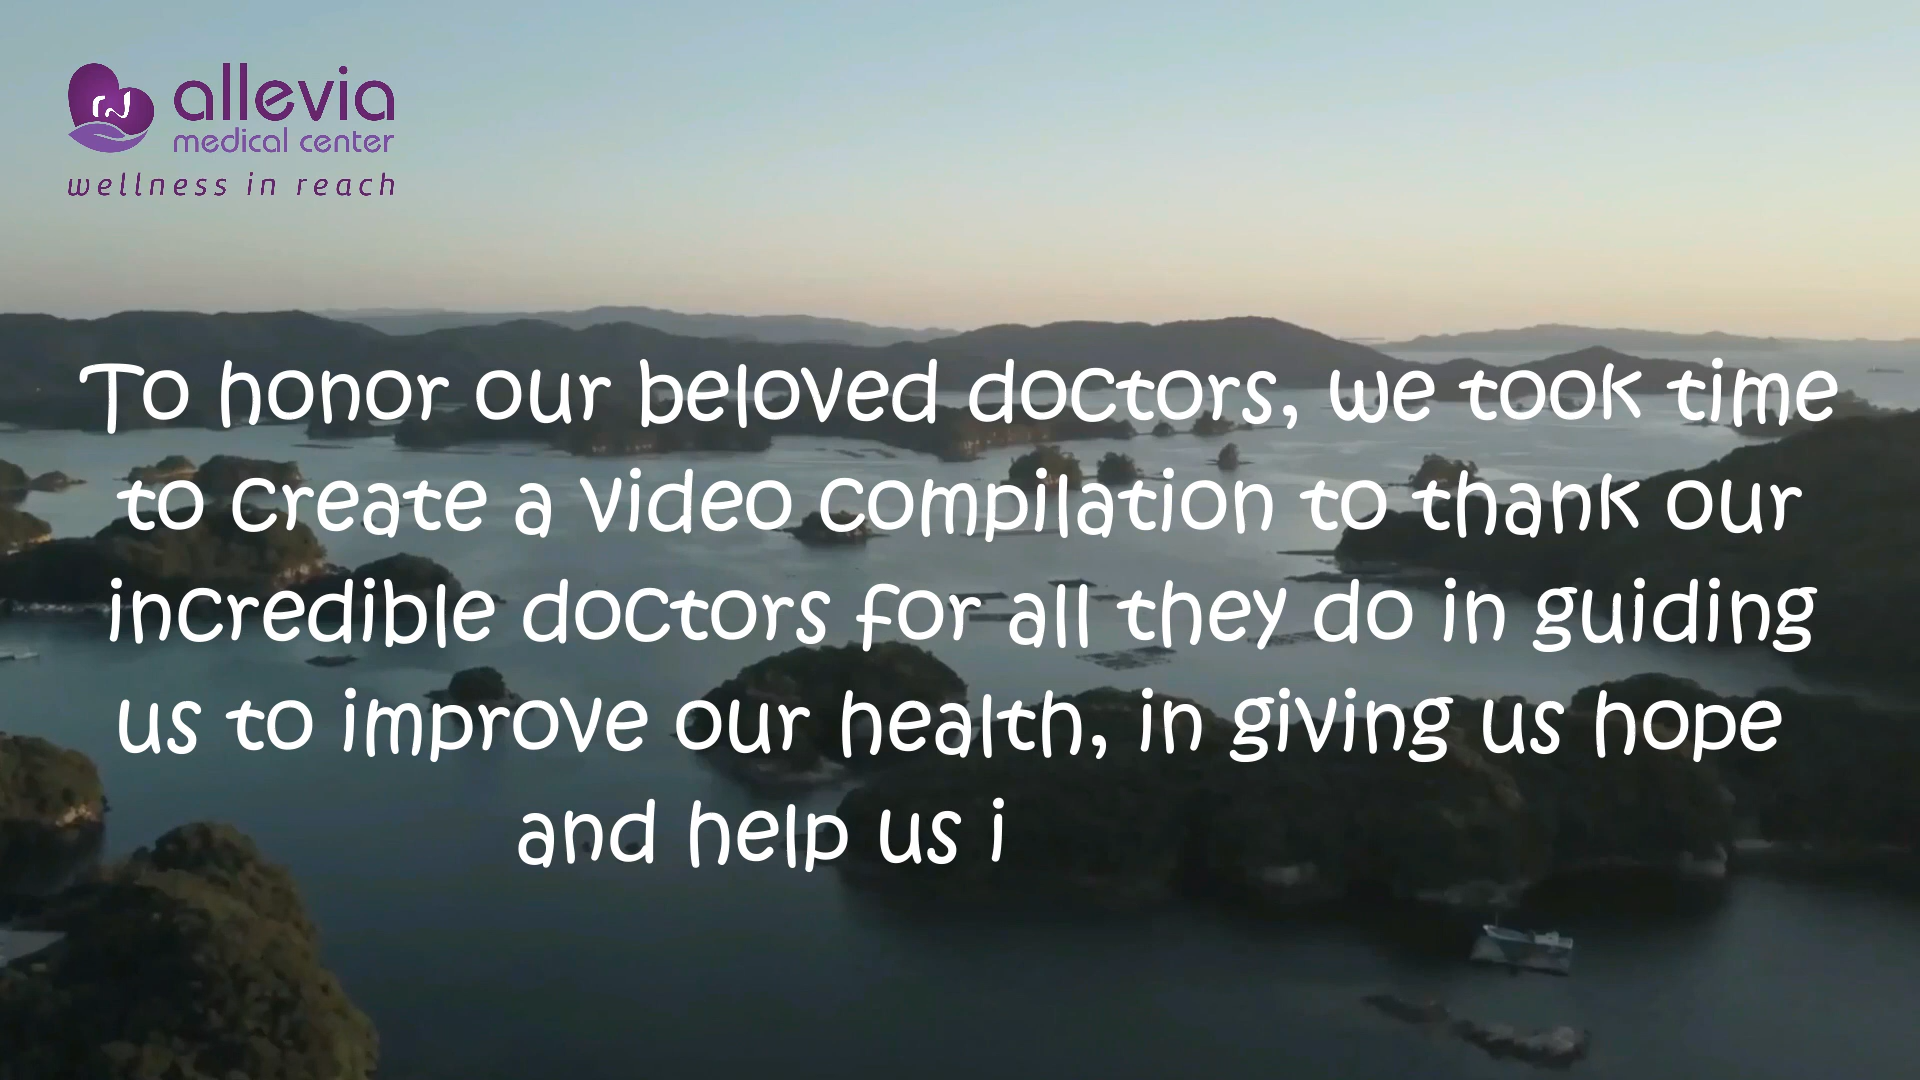 allevia
medical center
wellness in reach
To honor our beloved doctors, we took time
to create a video compilation to thank our
incredible doctors for all they do in guiding
us to improve our health, in giving us hope
and help us i